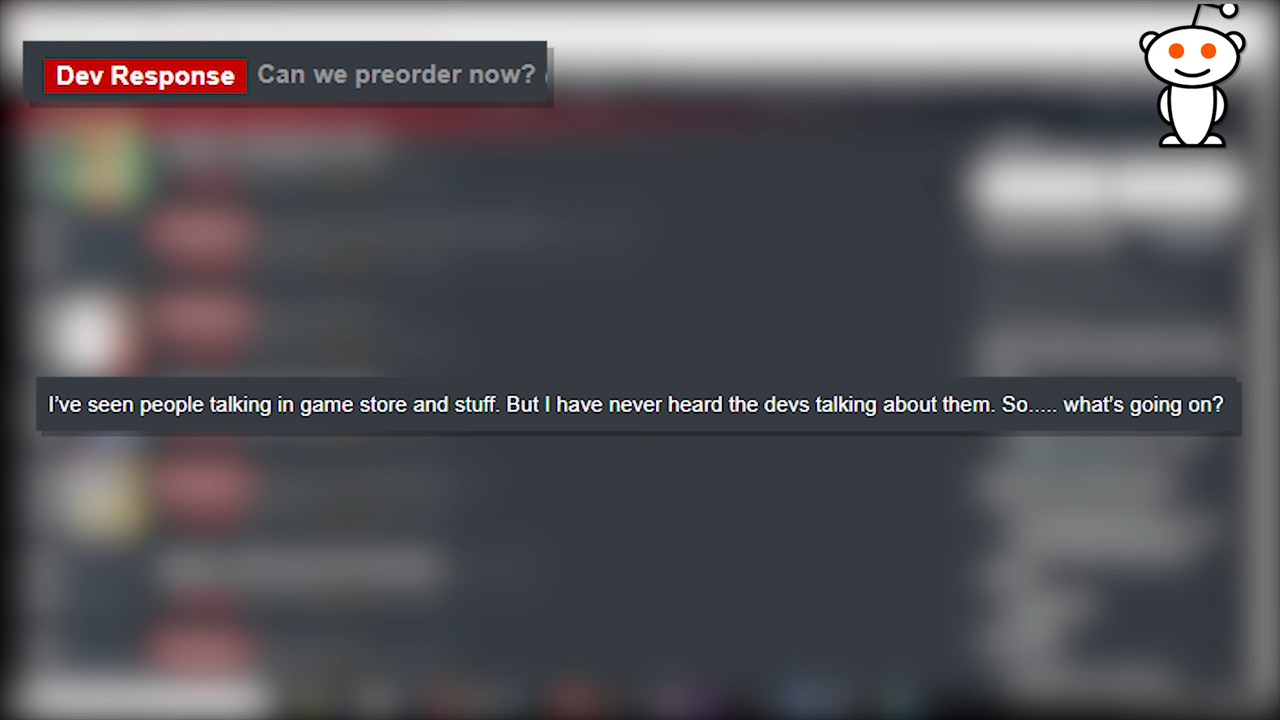 Dev Response Can we preorder now?
I've seen people talking in game store and stuff. But I have never heard the devs talking about them. So..... what's going on?